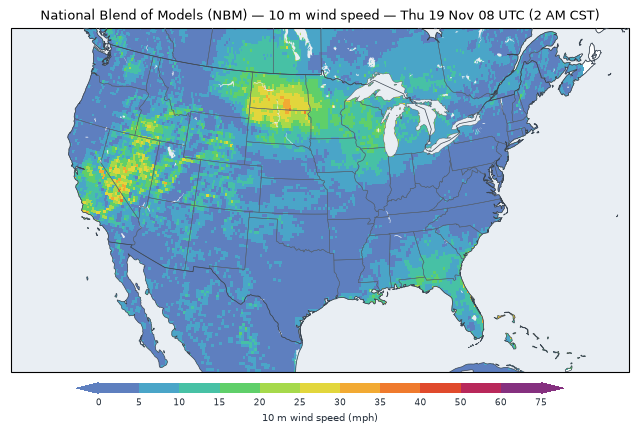 National Blend of Models (NBM) — 10 m wind speed — Thu 19 Nov 08 UTC (2 AM CST)
0 5 10 15 20 25 30 35 40 50 60 75
10 m wind speed (mph)